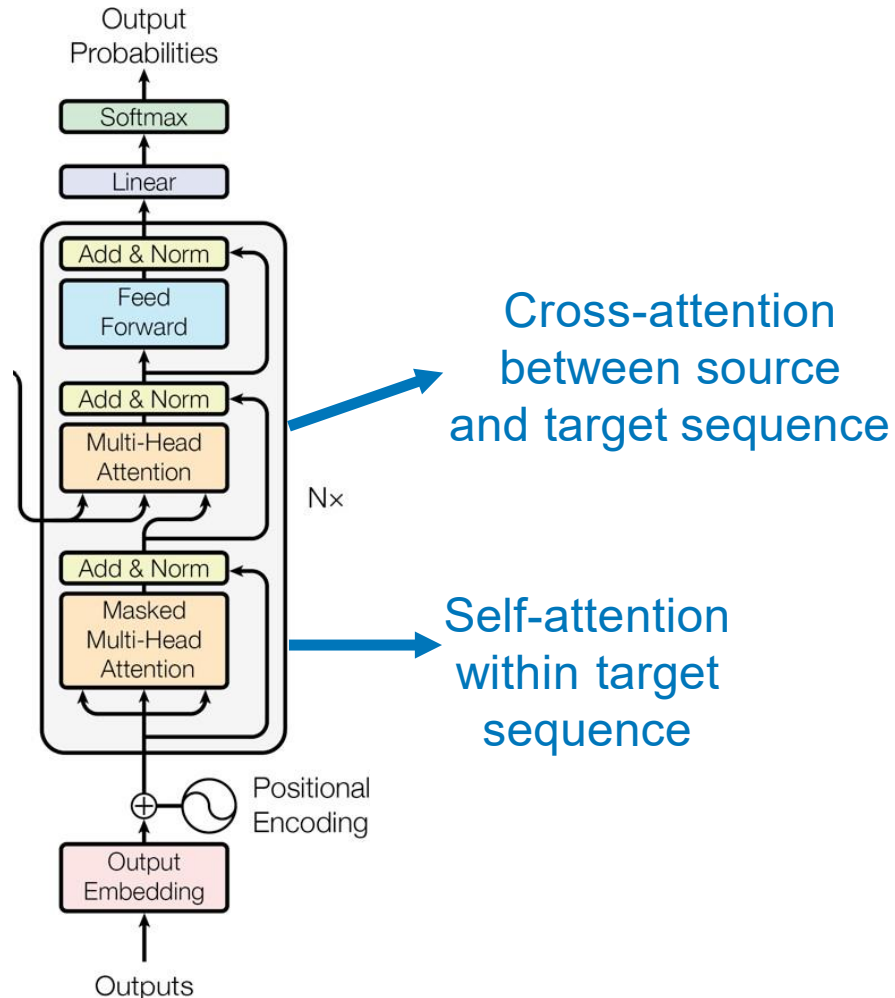 Output
Probabilities
Softmax
Linear
Add & Norm
Feed
Forward
Add & Norm
Multi-Head
Attention
Nx
Add & Norm
Masked
Multi-Head
Attention
Positional
Encoding
Output
Embedding
Outputs
Cross-attention
between source
and target sequence
Self-attention
within target
sequence